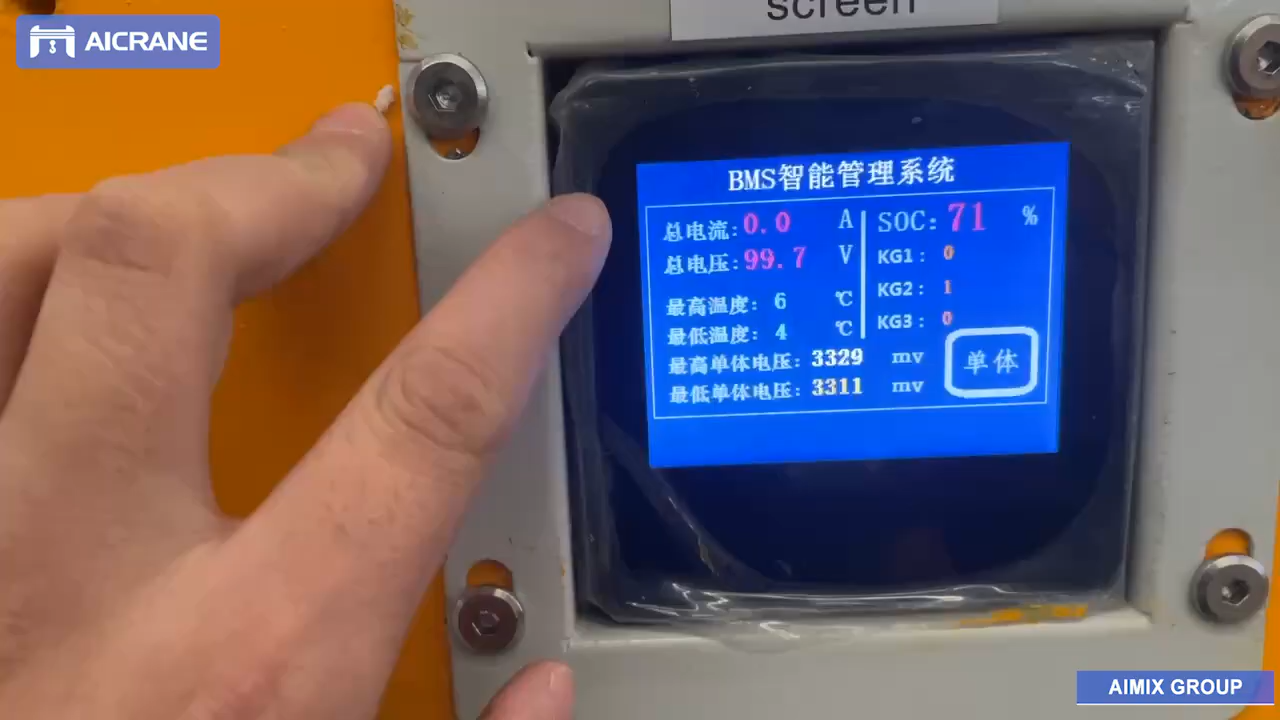 AICRANE
screen
BMS智能管理系统
总电流:0.0 A
总电压:99.7 V
最高温度: 6 ℃
最低温度: 4 ℃
最高单体电压: 3329 mv
最低单体电压: 3311 mv
SOC: 71 %
KG1: 0
KG2: 1
KG3: 0
单体
AIMIX GROUP